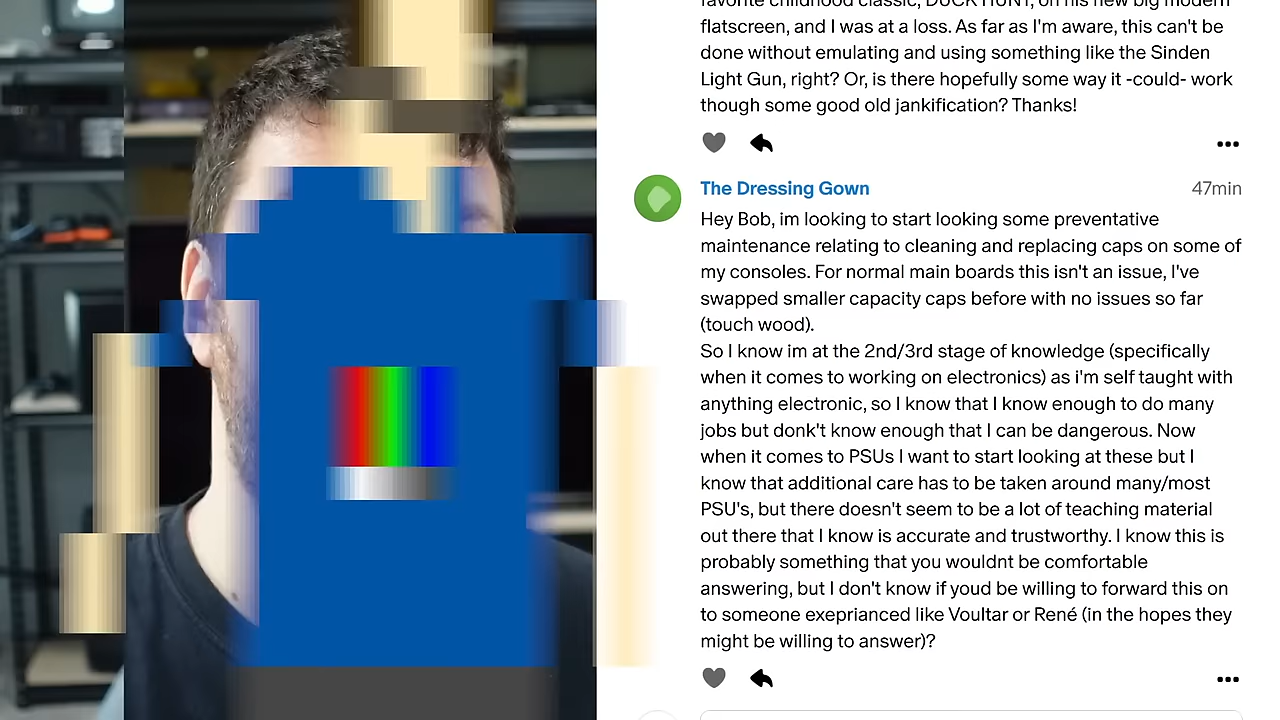 favorite childhood classic, DUCK HUNT, on his new big modern
flatscreen, and I was at a loss. As far as I'm aware, this can't be
done without emulating and using something like the Sinden
Light Gun, right? Or, is there hopefully some way it -could- work
though some good old jankification? Thanks!
The Dressing Gown 47min
Hey Bob, im looking to start looking some preventative
maintenance relating to cleaning and replacing caps on some of
my consoles. For normal main boards this isn't an issue, I've
swapped smaller capacity caps before with no issues so far
(touch wood).
So I know im at the 2nd/3rd stage of knowledge (specifically
when it comes to working on electronics) as i'm self taught with
anything electronic, so I know that I know enough to do many
jobs but donk't know enough that I can be dangerous. Now
when it comes to PSUs I want to start looking at these but I
know that additional care has to be taken around many/most
PSU's, but there doesn't seem to be a lot of teaching material
out there that I know is accurate and trustworthy. I know this is
probably something that you wouldnt be comfortable
answering, but I don't know if youd be willing to forward this on
to someone exeprianced like Voultar or René (in the hopes they
might be willing to answer)?